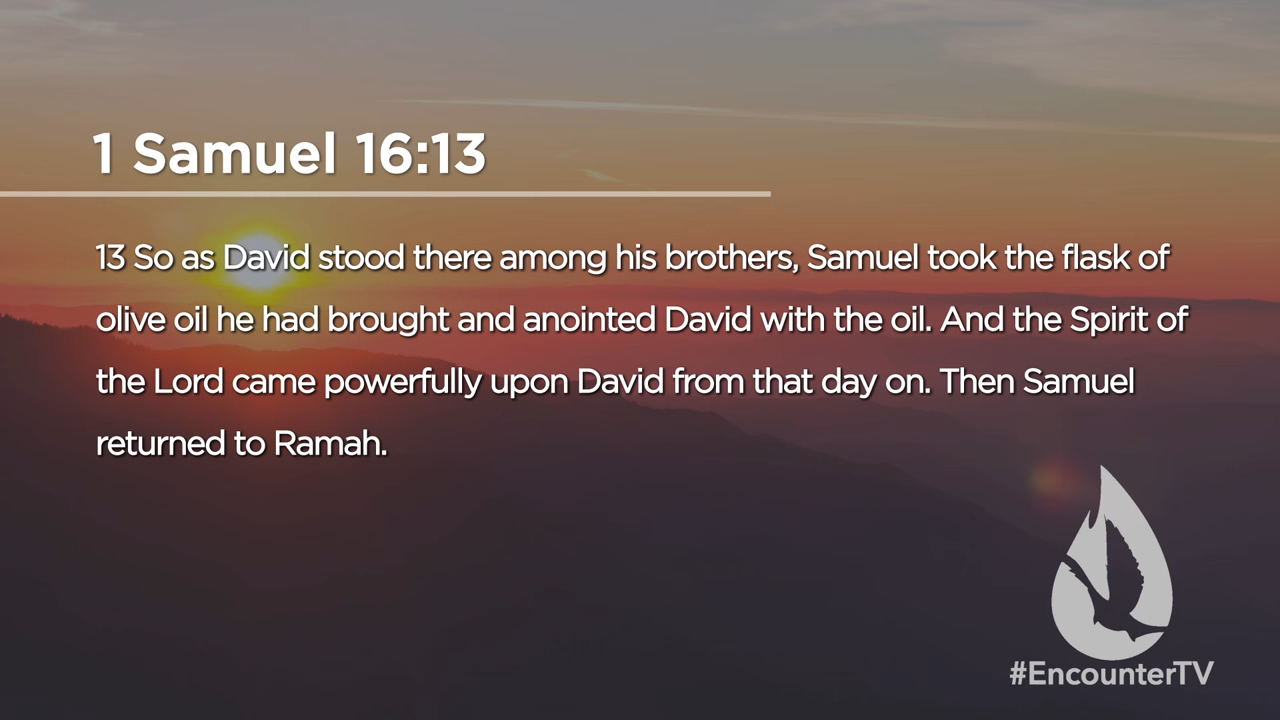 1 Samuel 16:13
13 So as David stood there among his brothers, Samuel took the flask of
olive oil he had brought and anointed David with the oil. And the Spirit of
the Lord came powerfully upon David from that day on. Then Samuel
returned to Ramah.
#EncounterTV